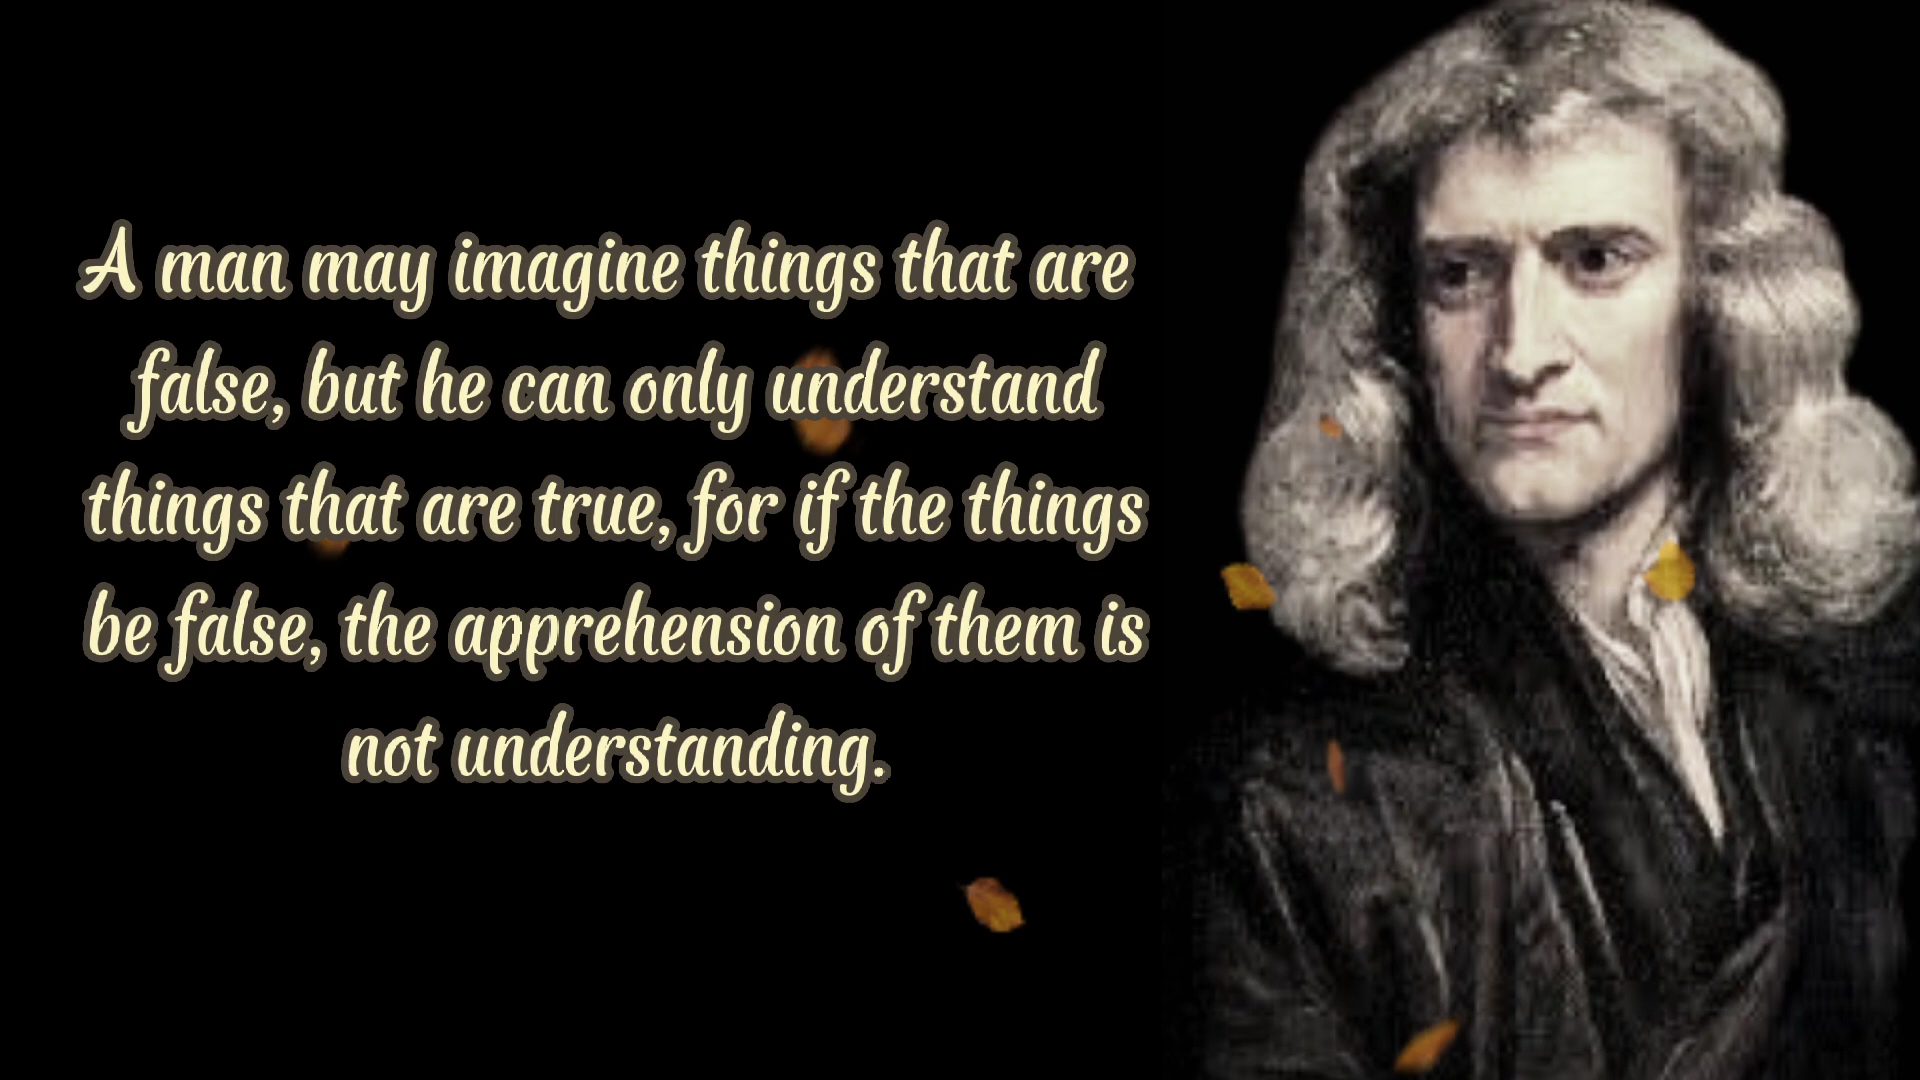 A man may imagine things that are
false, but he can only understand
things that are true, for if the things
be false, the apprehension of them is
not understanding.